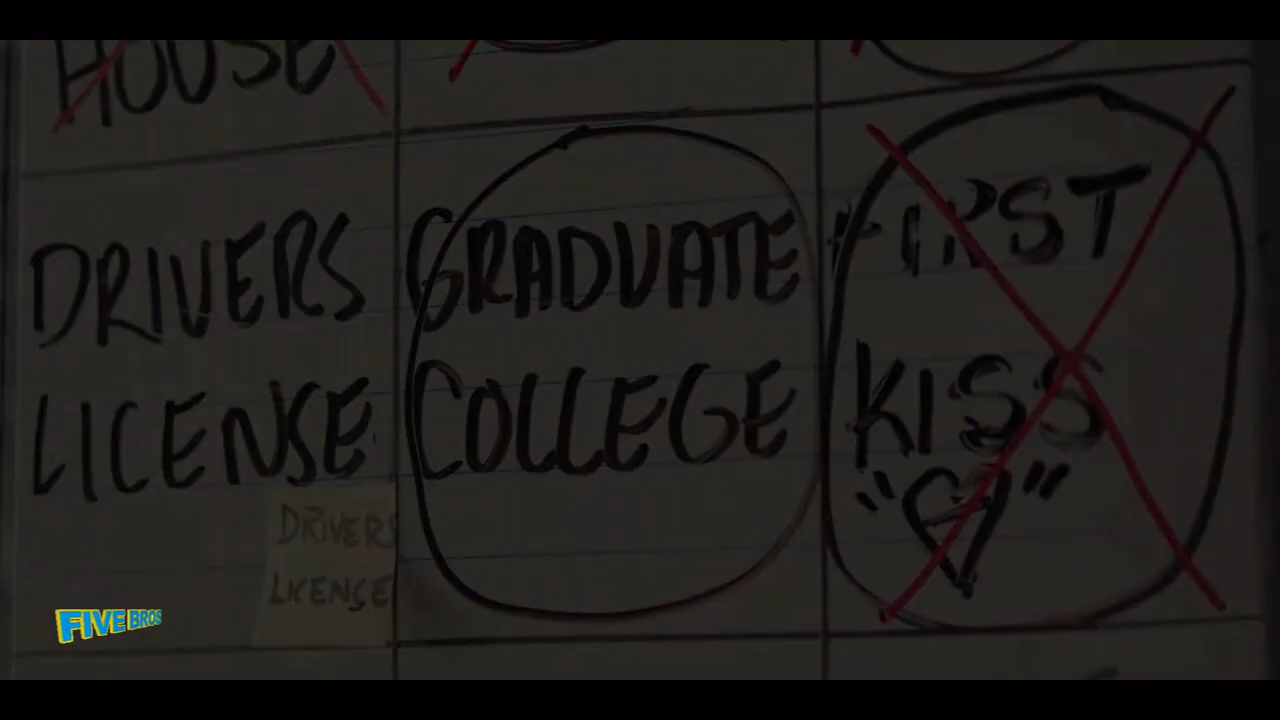 HOUSE
DRIVERS
LICENSE
DRIVERS
LICENSE
GRADUATE
COLLEGE
FIRST
KISS
"♡"
FIVE BROS